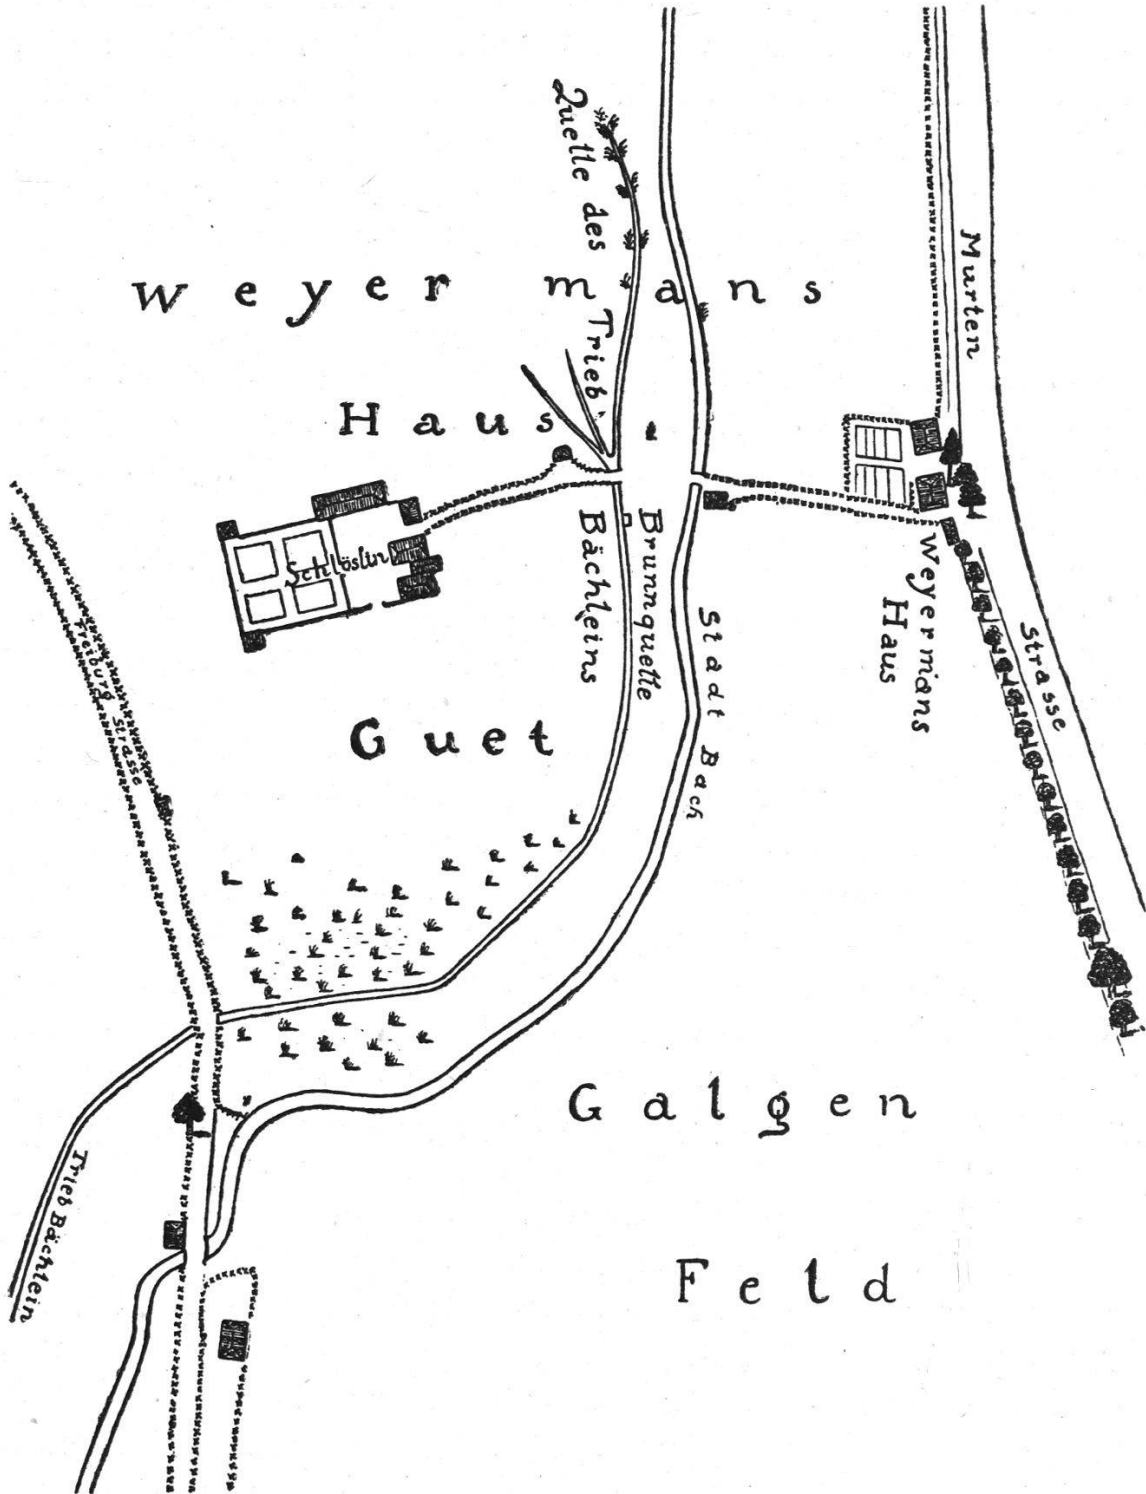 Quelle des Trieb
Bächleins
weyer mans
Haus
Guet
Murten
Strasse
Schlöslin
Brunnquelle
Stadt Bach
Weyermans
Haus
Freiburg Strasse
Galgen
Feld
Trieb Bächlein